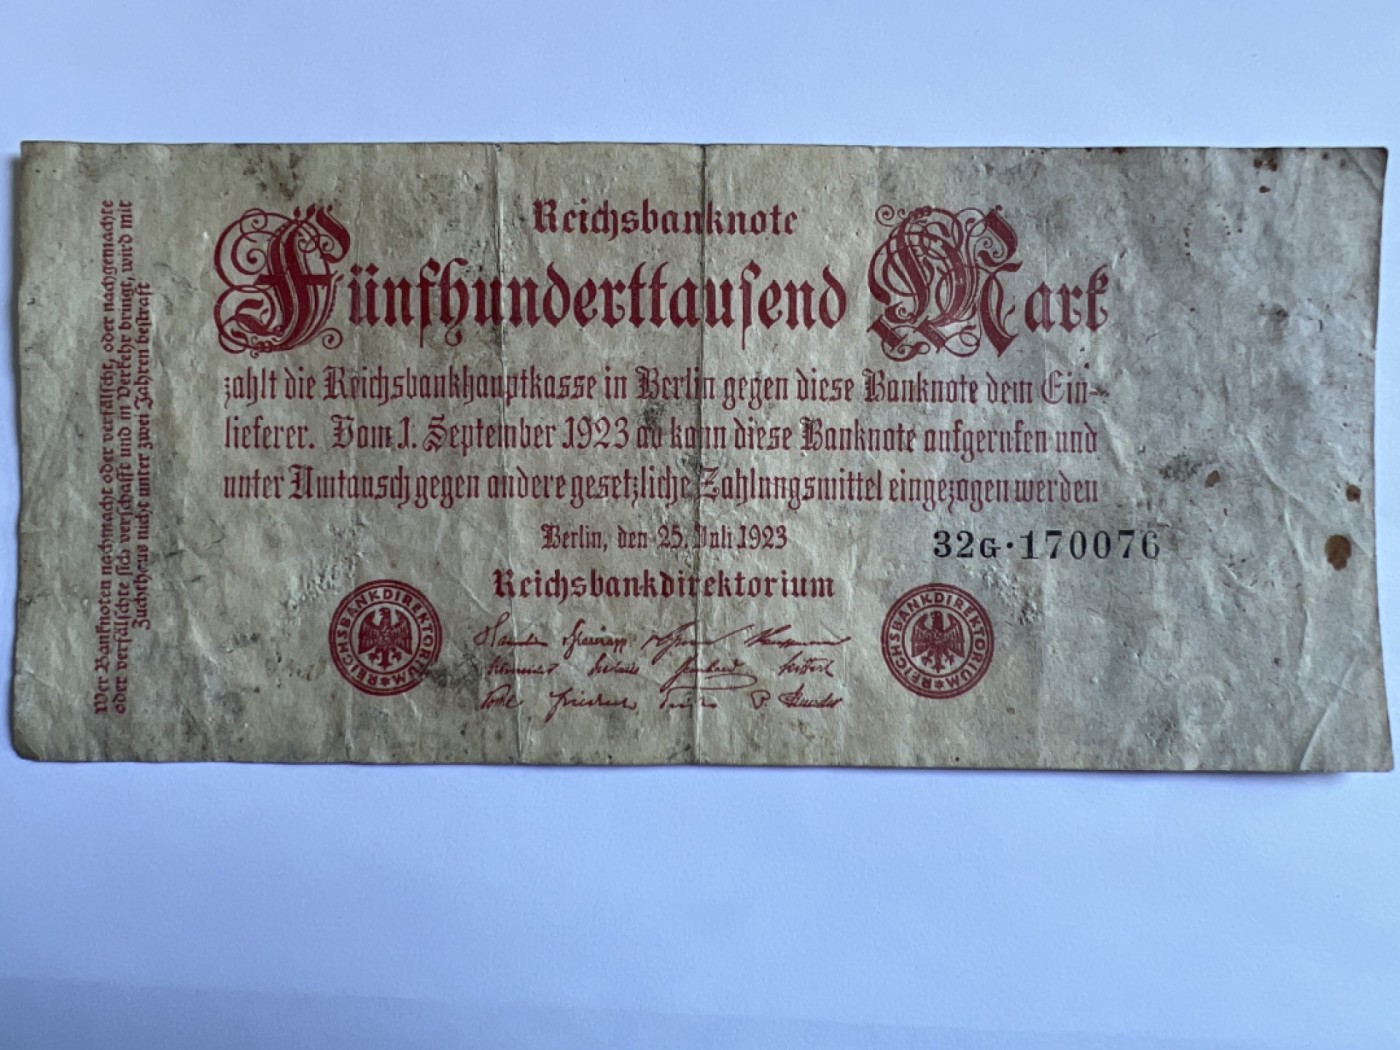 Reichsbanknote
Fünfhunderttausend Mark
zahlt die Reichsbankhauptkasse in Berlin gegen diese Banknote dem Ein-
lieferer. Vom 1. September 1923 ab kann diese Banknote aufgerufen und
unter Umtausch gegen andere gesetzliche Zahlungsmittel eingezogen werden
Berlin, den 25. Juli 1923
32G·170076
Reichsbankdirektorium
REICHSBANKDIREKTORIUM
REICHSBANKDIREKTORIUM
Wer Banknoten nachmacht oder verfälscht, oder nachgemachte
oder verfälschte sich verschafft und in Verkehr bringt, wird mit
Zuchthaus nicht unter zwei Jahren bestraft